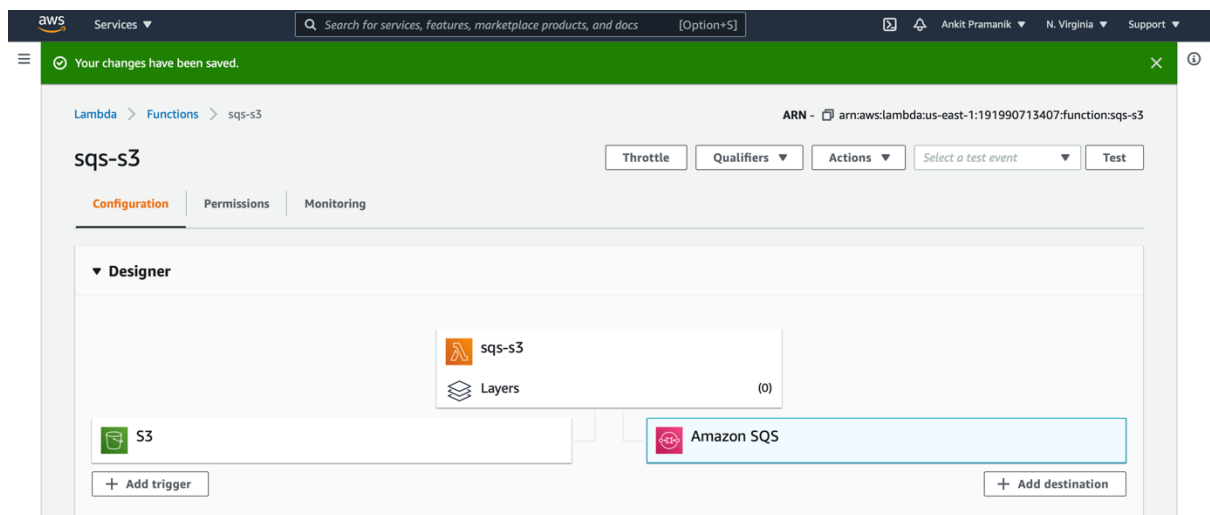 aws Services ▼ Search for services, features, marketplace products, and docs [Option+S] Ankit Pramanik ▼ N. Virginia ▼ Support ▼
Your changes have been saved.
Lambda > Functions > sqs-s3 ARN - arn:aws:lambda:us-east-1:191990713407:function:sqs-s3
sqs-s3 Throttle Qualifiers ▼ Actions ▼ Select a test event ▼ Test
Configuration Permissions Monitoring
▼ Designer
sqs-s3
Layers (0)
S3 Amazon SQS
+ Add trigger + Add destination